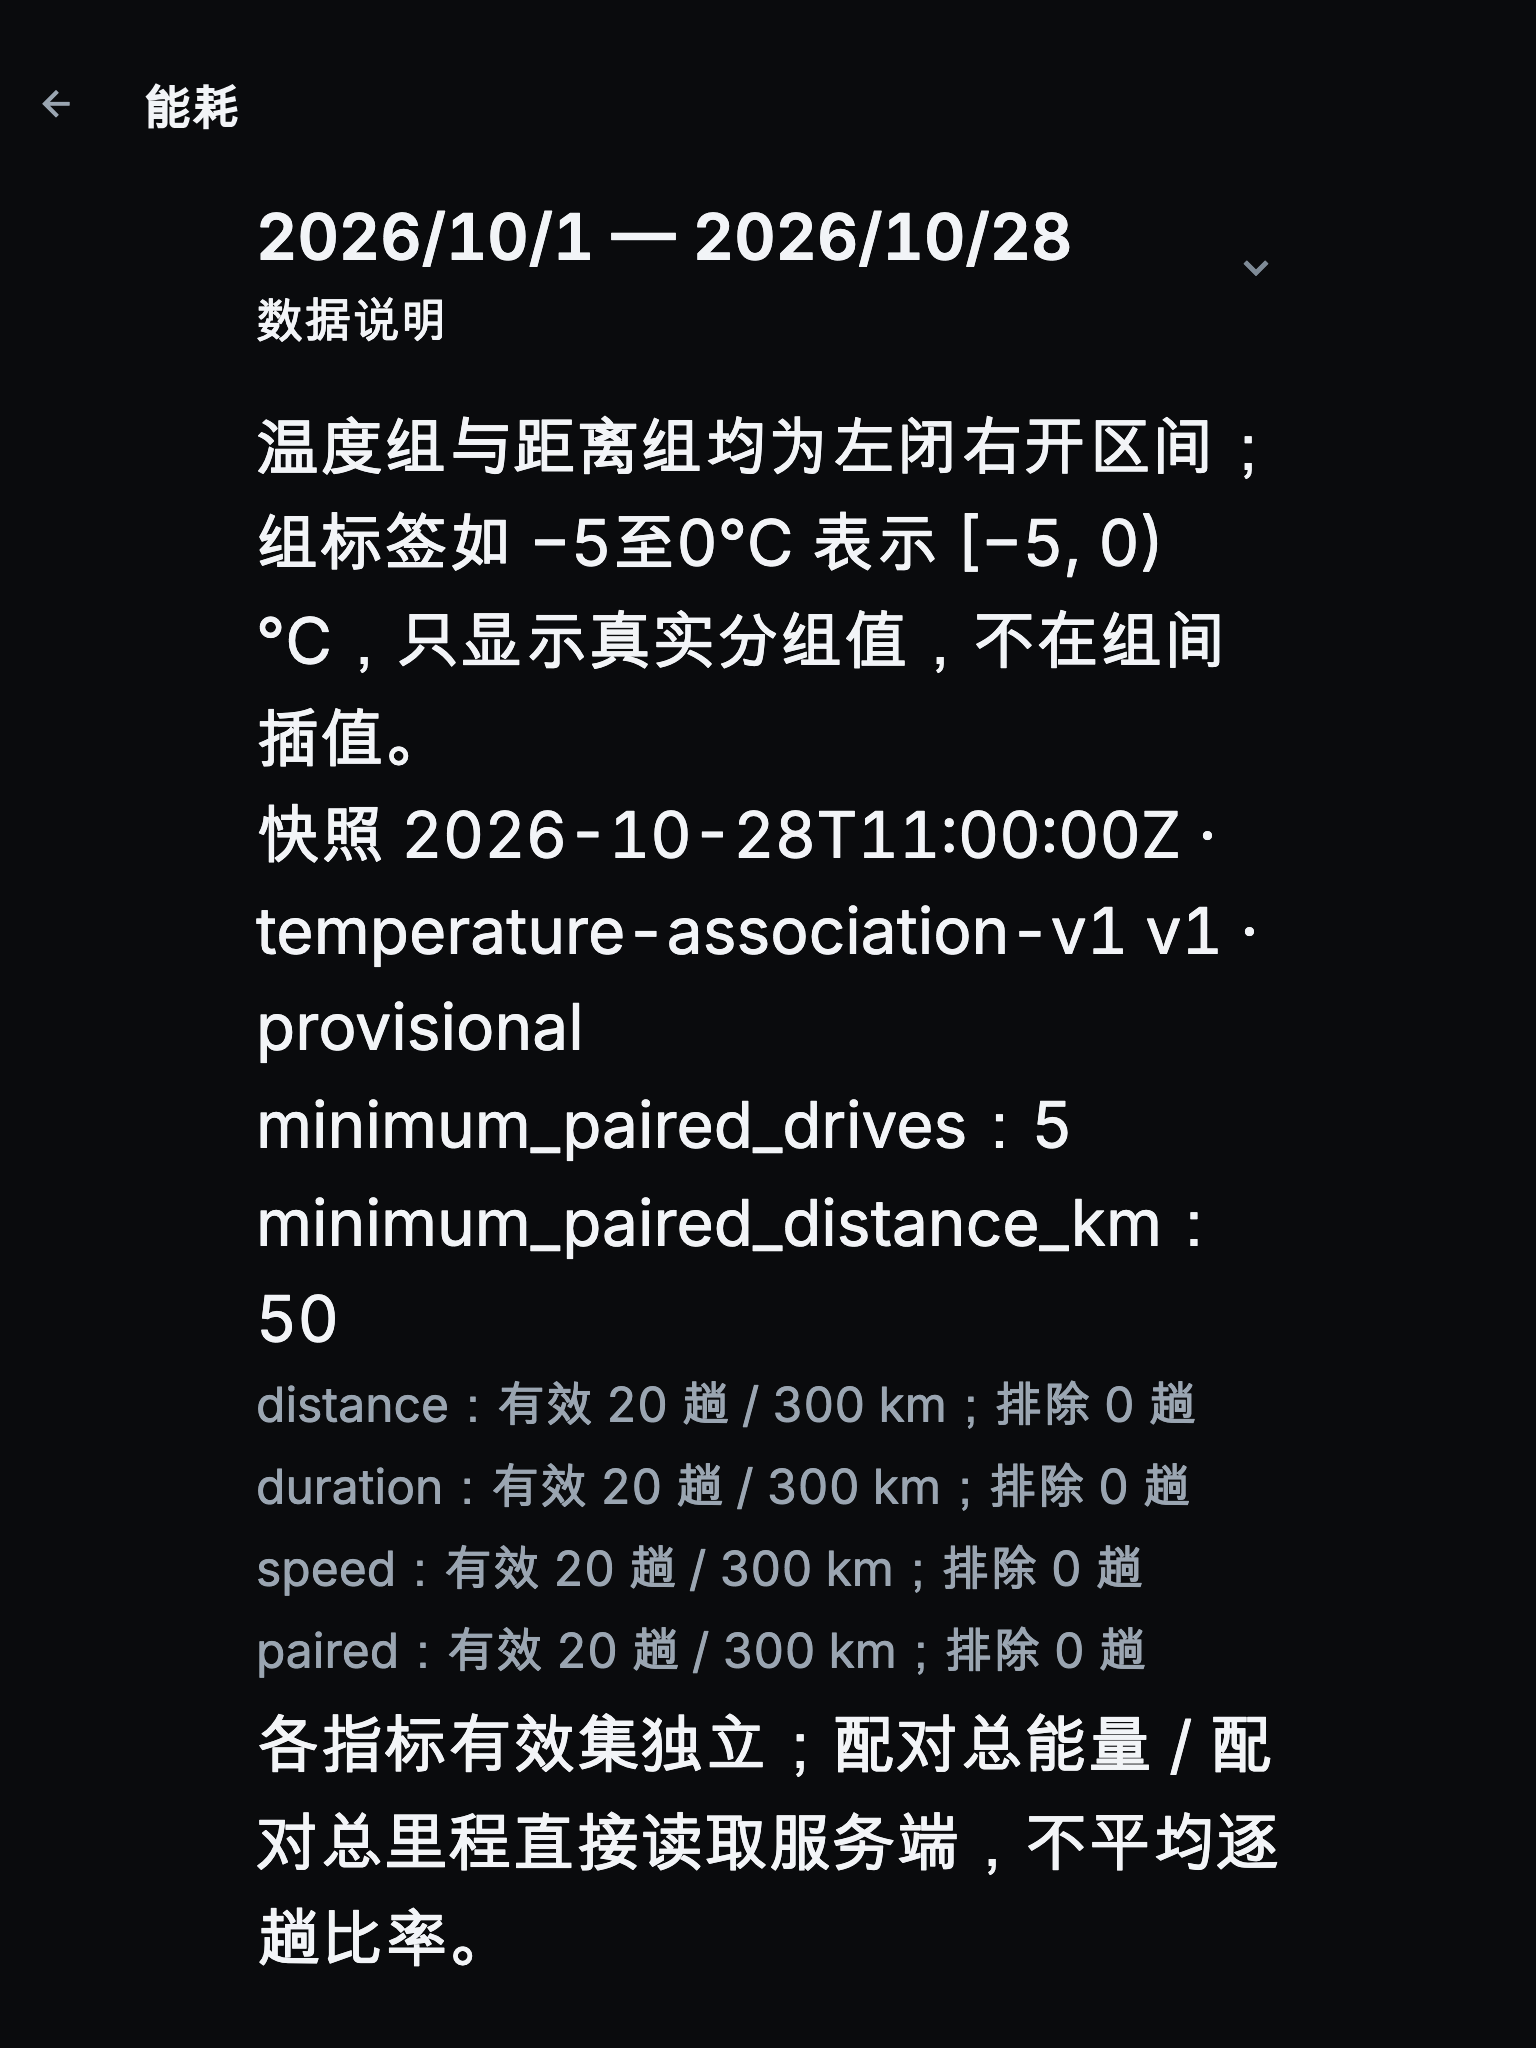 能耗
2026/10/1 — 2026/10/28
数据说明
温度组与距离组均为左闭右开区间；
组标签如 −5至0°C 表示 [−5, 0)
°C，只显示真实分组值，不在组间
插值。
快照 2026-10-28T11:00:00Z ·
temperature-association-v1 v1 ·
provisional
minimum_paired_drives：5
minimum_paired_distance_km：
50
distance：有效 20 趟 / 300 km；排除 0 趟
duration：有效 20 趟 / 300 km；排除 0 趟
speed：有效 20 趟 / 300 km；排除 0 趟
paired：有效 20 趟 / 300 km；排除 0 趟
各指标有效集独立；配对总能量 / 配
对总里程直接读取服务端，不平均逐
趟比率。